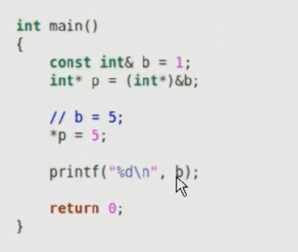 int main()
{
const int& b = 1;
int* p = (int*)&b;
// b = 5;
*p = 5;
printf("%d\n", b);
return 0;
}